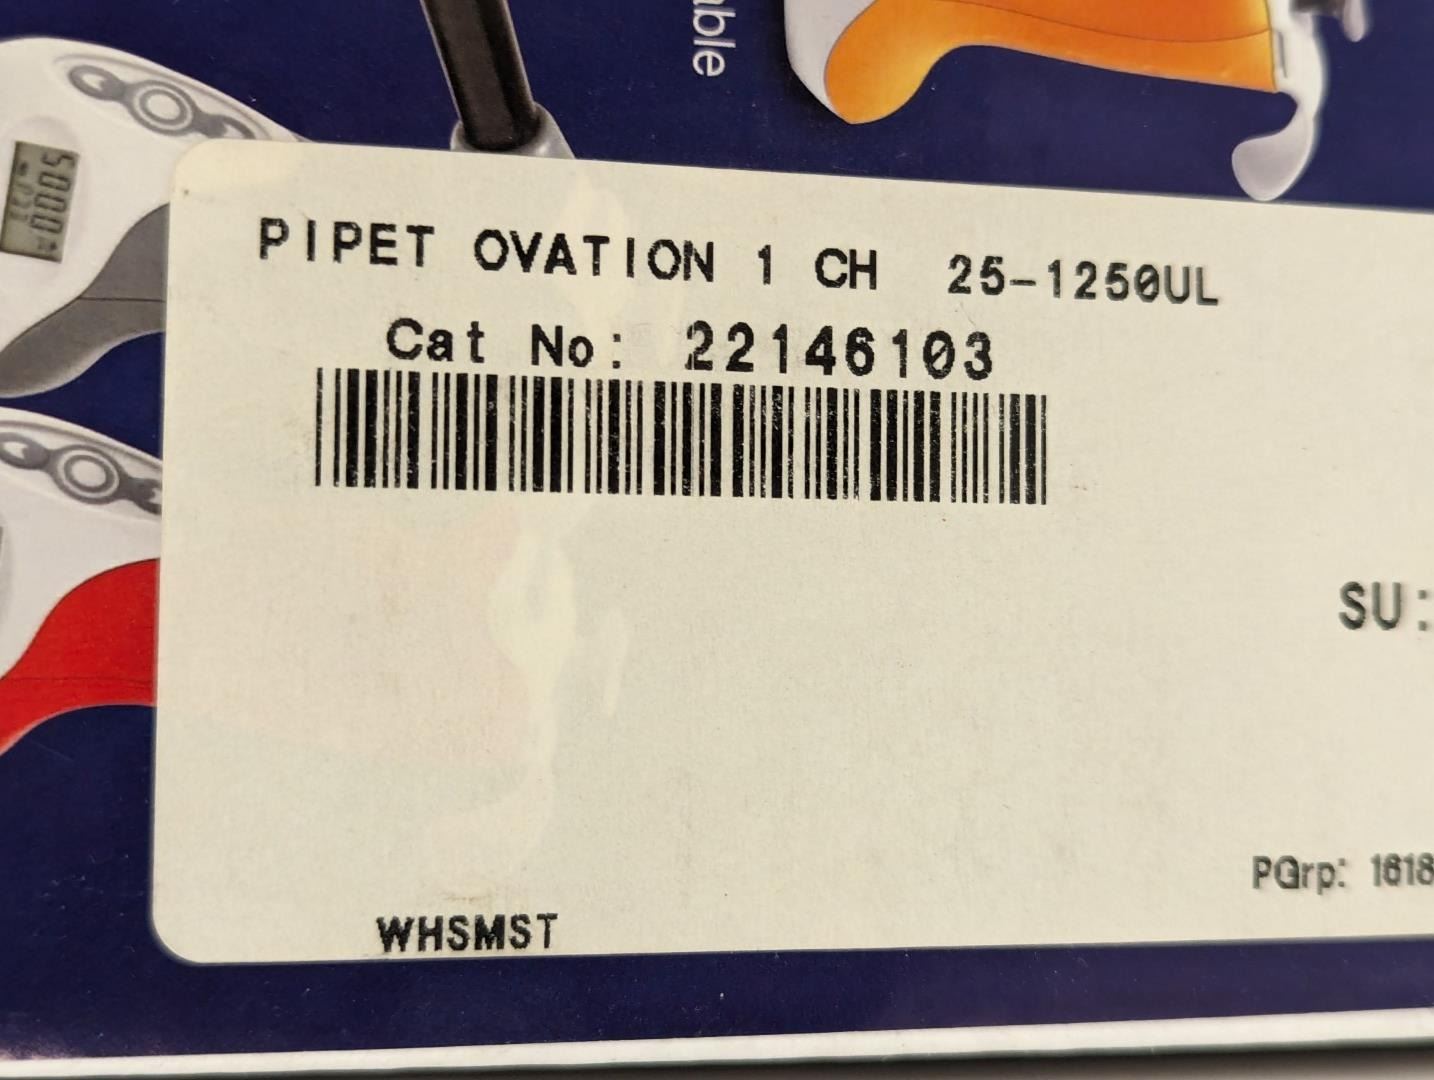 able
PIPET OVATION 1 CH 25-1250UL
Cat No: 22146103
SU:
PGrp: 1618
WHSMST